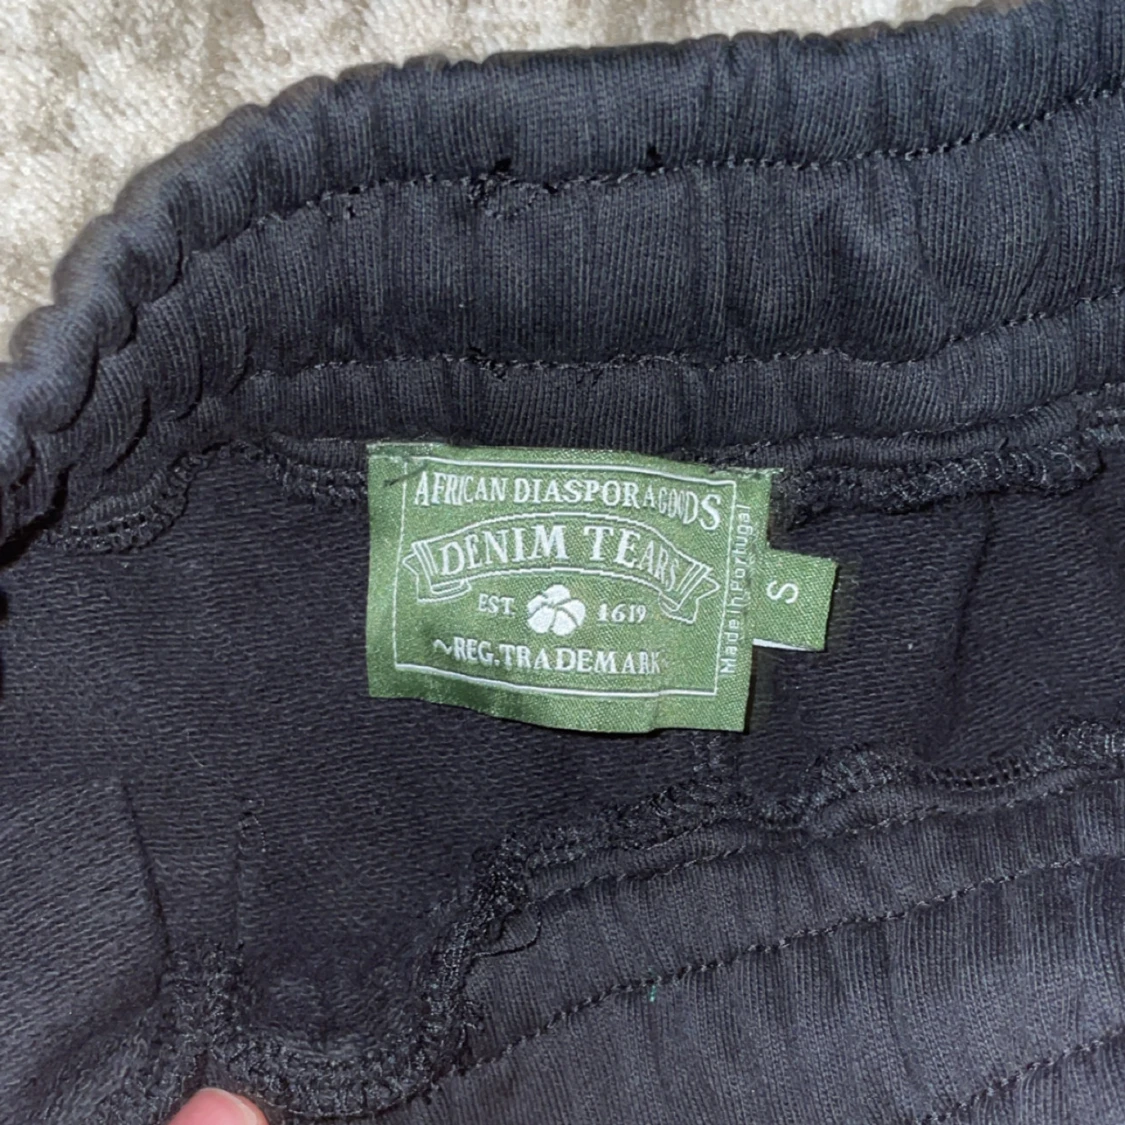 AFRICAN DIASPORA GOODS
DENIM TEARS
EST. 1619
~REG.TRADEMARK
Made In Portugal
S